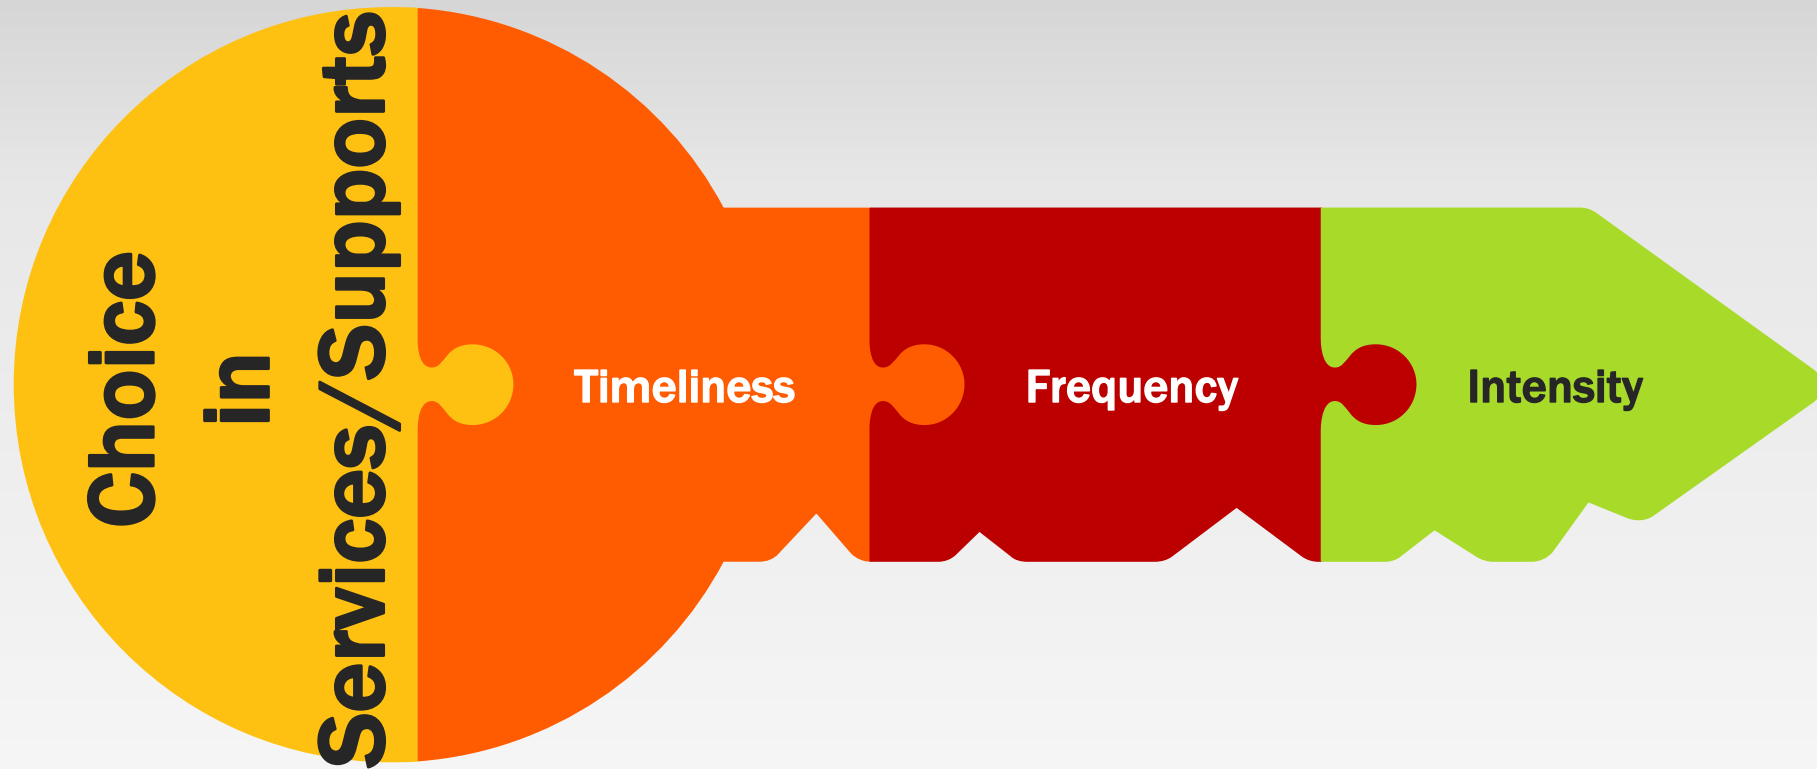 Choice
in
Services/Supports
Timeliness
Frequency
Intensity